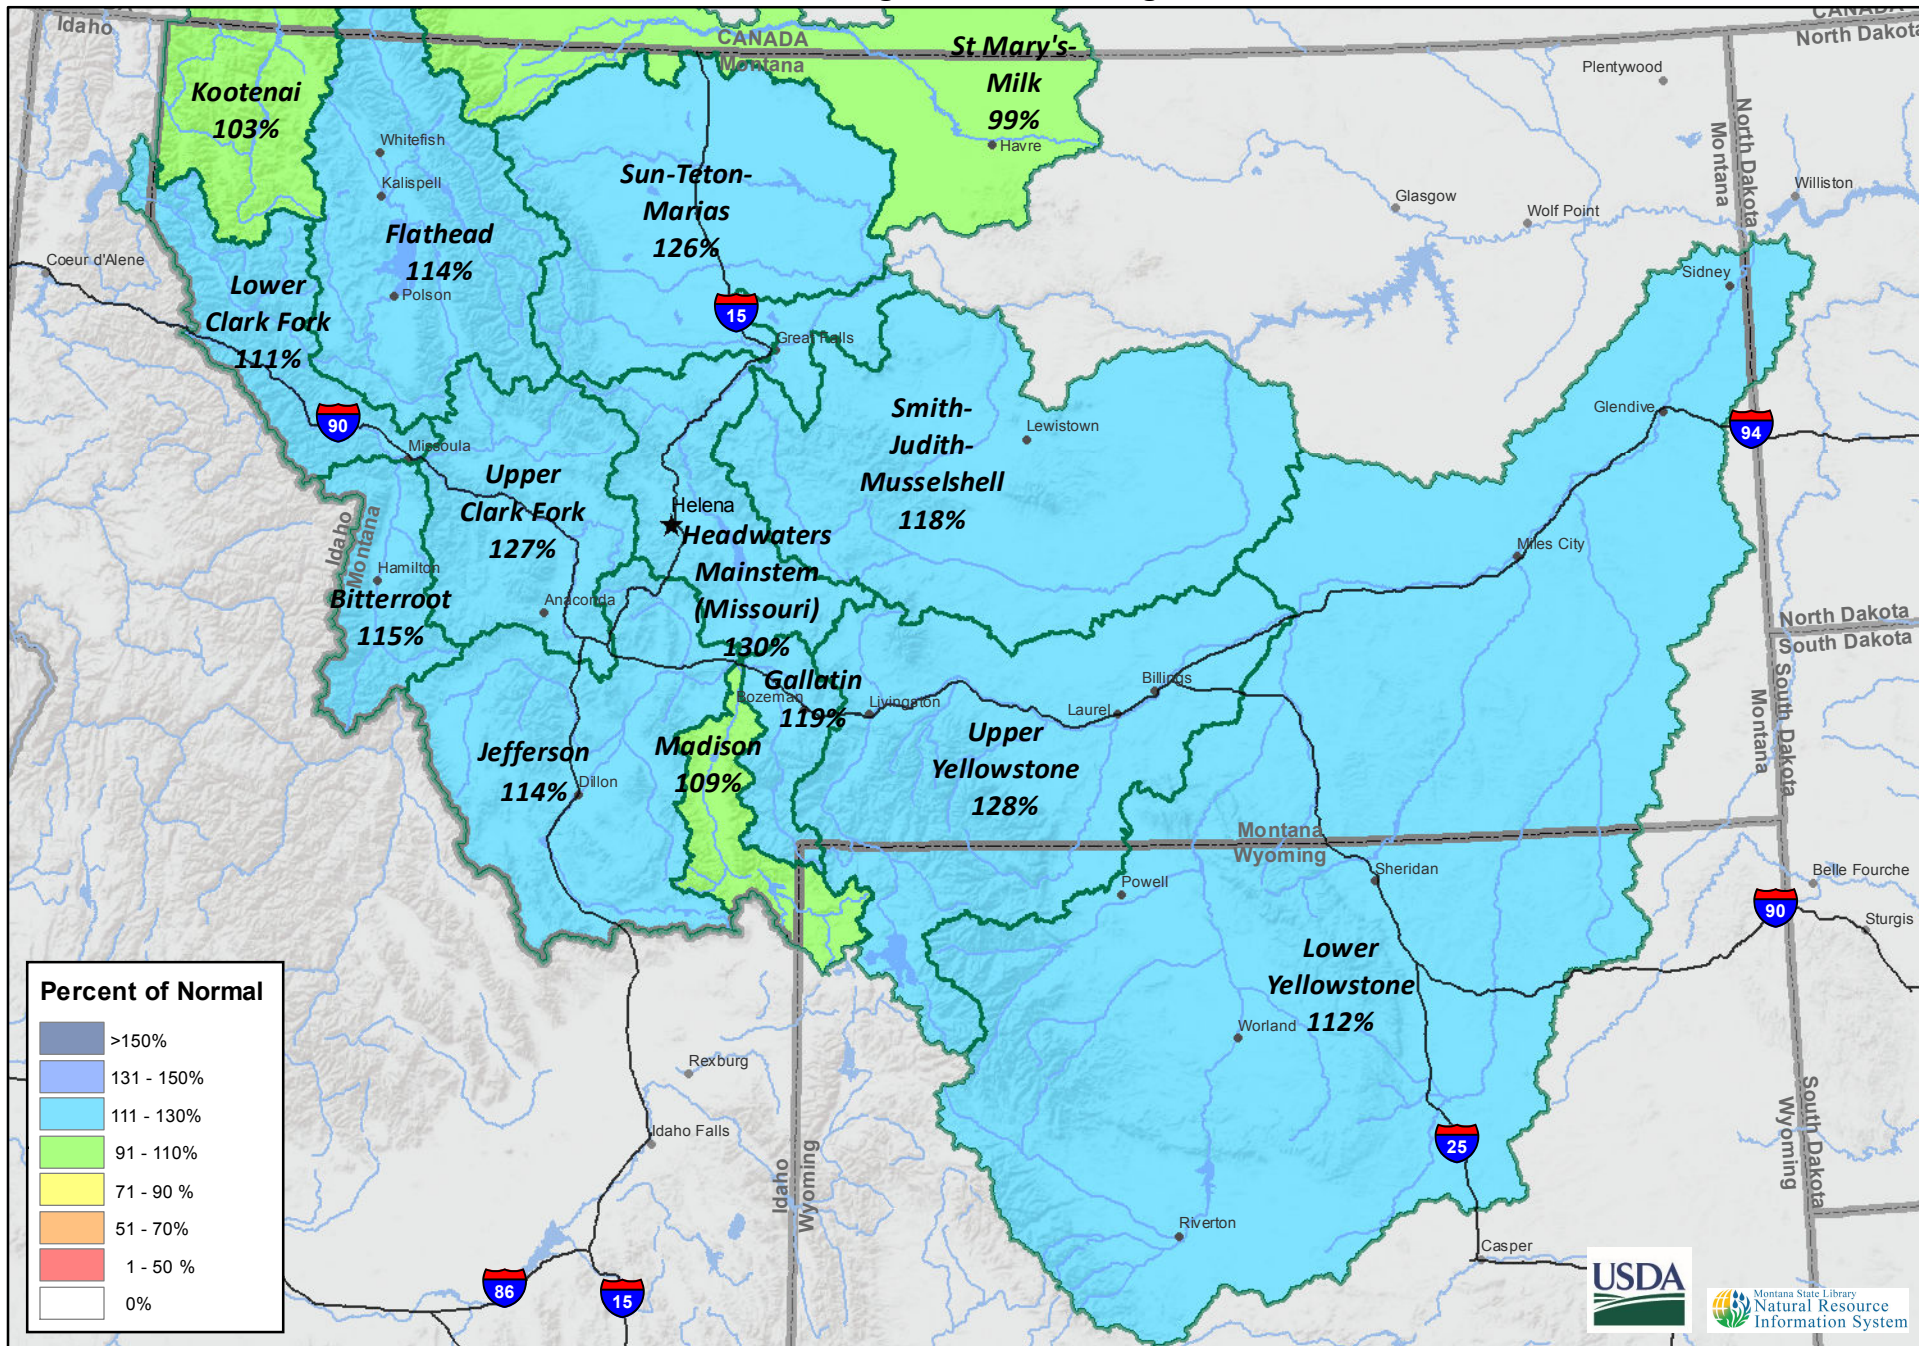 Idaho
CANADA
Montana
CANADA
North Dakota
Kootenai
103%
St Mary's-
Milk
99%
Havre
Plentywood
North Dakota
Montana
Whitefish
Kalispell
Flathead
114%
Polson
Sun-Teton-
Marias
126%
Glasgow
Wolf Point
Williston
Sidney
Coeur d'Alene
Lower
Clark Fork
111%
15
Great Falls
90
Missoula
Smith-
Judith-
Musselshell
118%
Lewistown
Glendive
94
Upper
Clark Fork
127%
Helena
Headwaters
Mainstem
(Missouri)
130%
Miles City
Idaho
Montana
Hamilton
Bitterroot
115%
Anaconda
North Dakota
South Dakota
South Dakota
Montana
Gallatin
119%
Bozeman
Livingston
Laurel
Billings
Jefferson
114%
Dillon
Madison
109%
Upper
Yellowstone
128%
Montana
Wyoming
Powell
Sheridan
Belle Fourche
90
Sturgis
Lower
Yellowstone
112%
Worland
Percent of Normal
>150%
131 - 150%
111 - 130%
91 - 110%
71 - 90 %
51 - 70%
1 - 50 %
0%
Rexburg
Idaho Falls
Idaho
Wyoming
South Dakota
Wyoming
25
Riverton
Casper
86
15
USDA
Montana State Library
Natural Resource
Information System